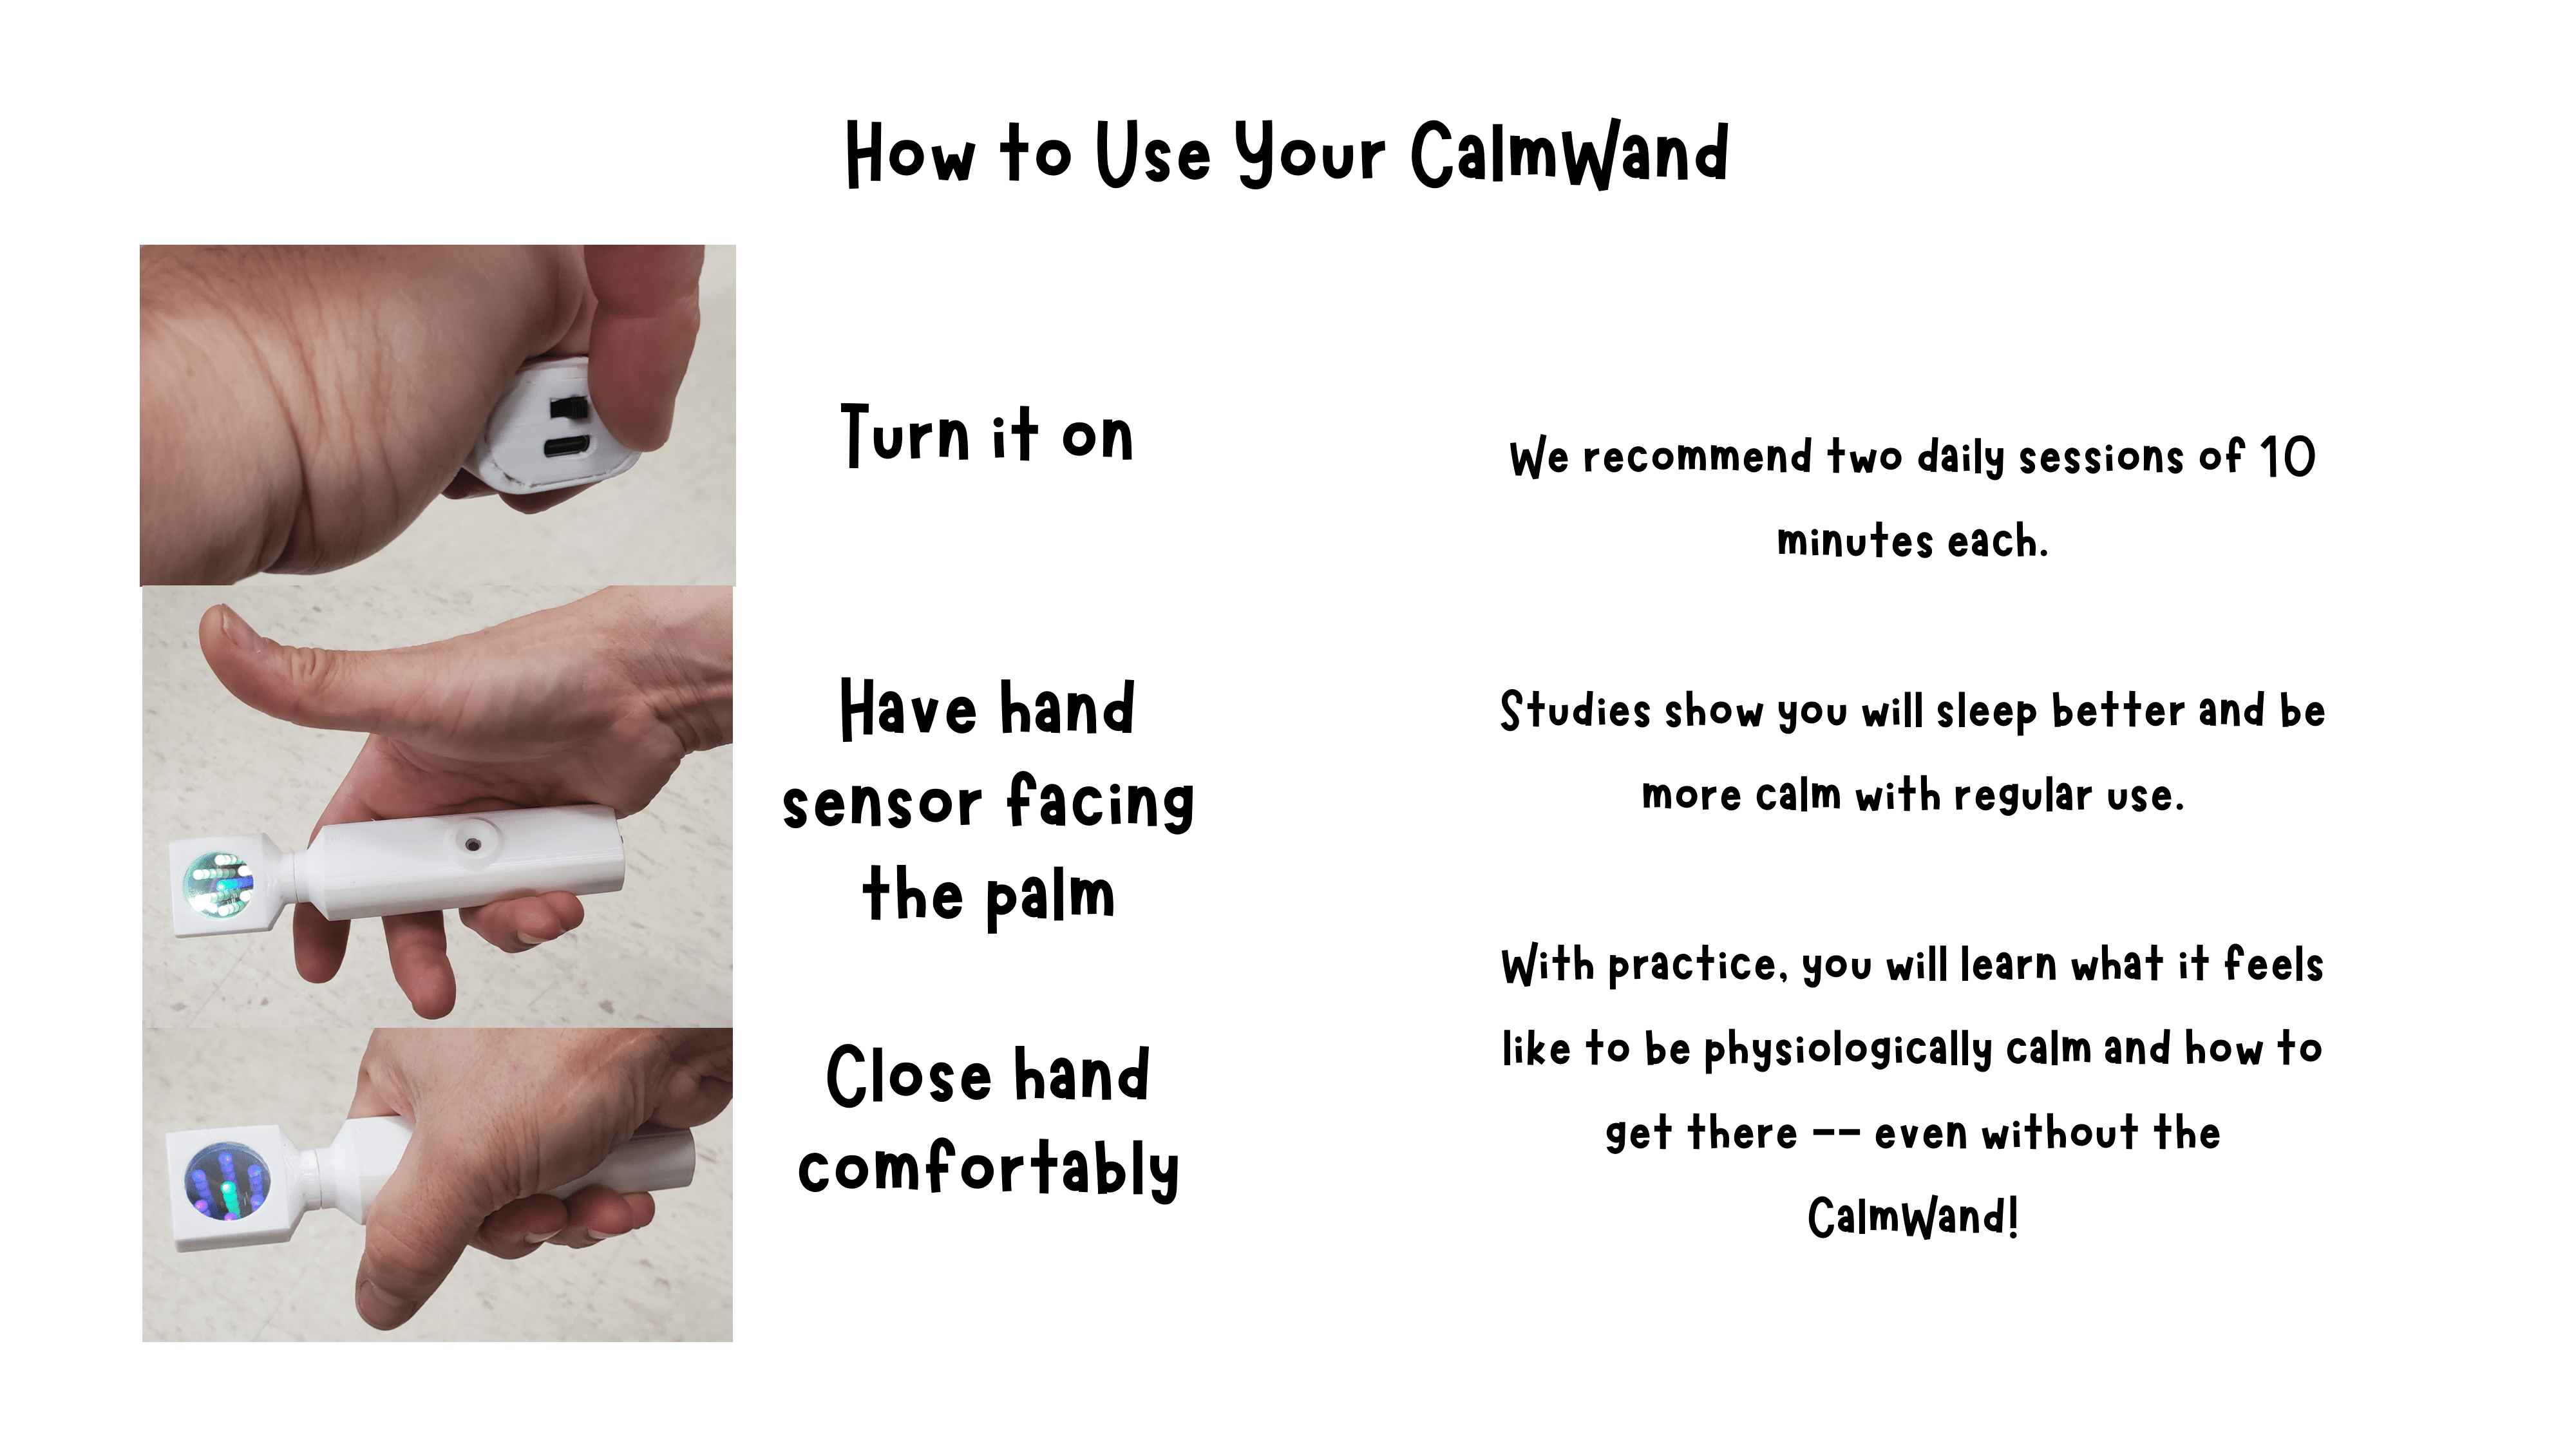 How to Use Your CalmWand
Turn it on
Have hand
sensor facing
the palm
Close hand
comfortably
We recommend two daily sessions of 10
minutes each.
Studies show you will sleep better and be
more calm with regular use.
With practice, you will learn what it feels
like to be physiologically calm and how to
get there -- even without the
CalmWand!